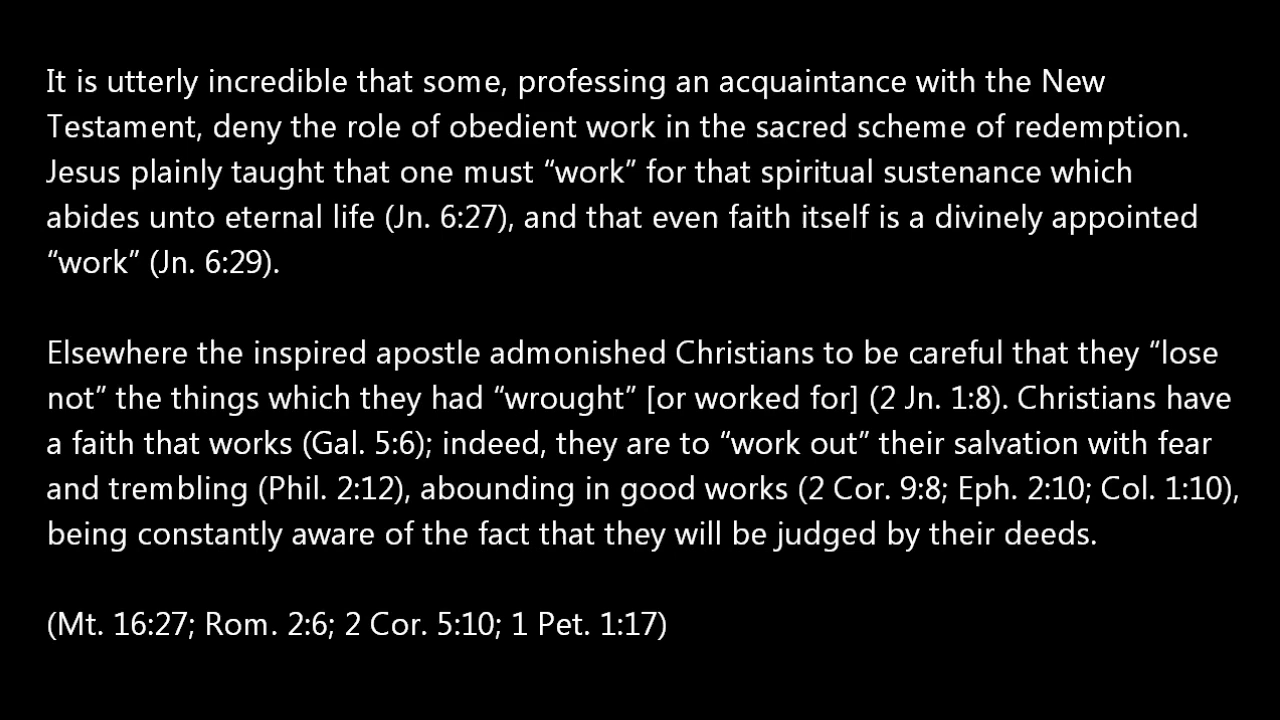 It is utterly incredible that some, professing an acquaintance with the New
Testament, deny the role of obedient work in the sacred scheme of redemption.
Jesus plainly taught that one must “work” for that spiritual sustenance which
abides unto eternal life (Jn. 6:27), and that even faith itself is a divinely appointed
“work” (Jn. 6:29).
Elsewhere the inspired apostle admonished Christians to be careful that they “lose
not” the things which they had “wrought” [or worked for] (2 Jn. 1:8). Christians have
a faith that works (Gal. 5:6); indeed, they are to “work out” their salvation with fear
and trembling (Phil. 2:12), abounding in good works (2 Cor. 9:8; Eph. 2:10; Col. 1:10),
being constantly aware of the fact that they will be judged by their deeds.
(Mt. 16:27; Rom. 2:6; 2 Cor. 5:10; 1 Pet. 1:17)